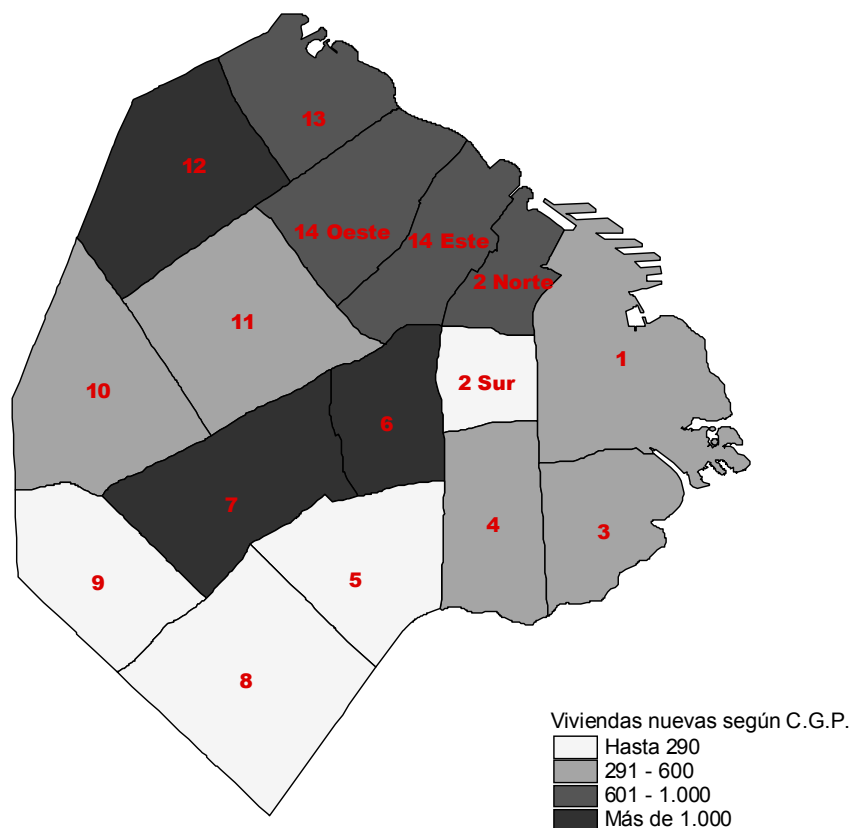 13
12
14 Oeste
14 Este
2 Norte
11
1
10
2 Sur
6
7
4
3
9
5
8
Viviendas nuevas según C.G.P.
Hasta 290
291 - 600
601 - 1.000
Más de 1.000